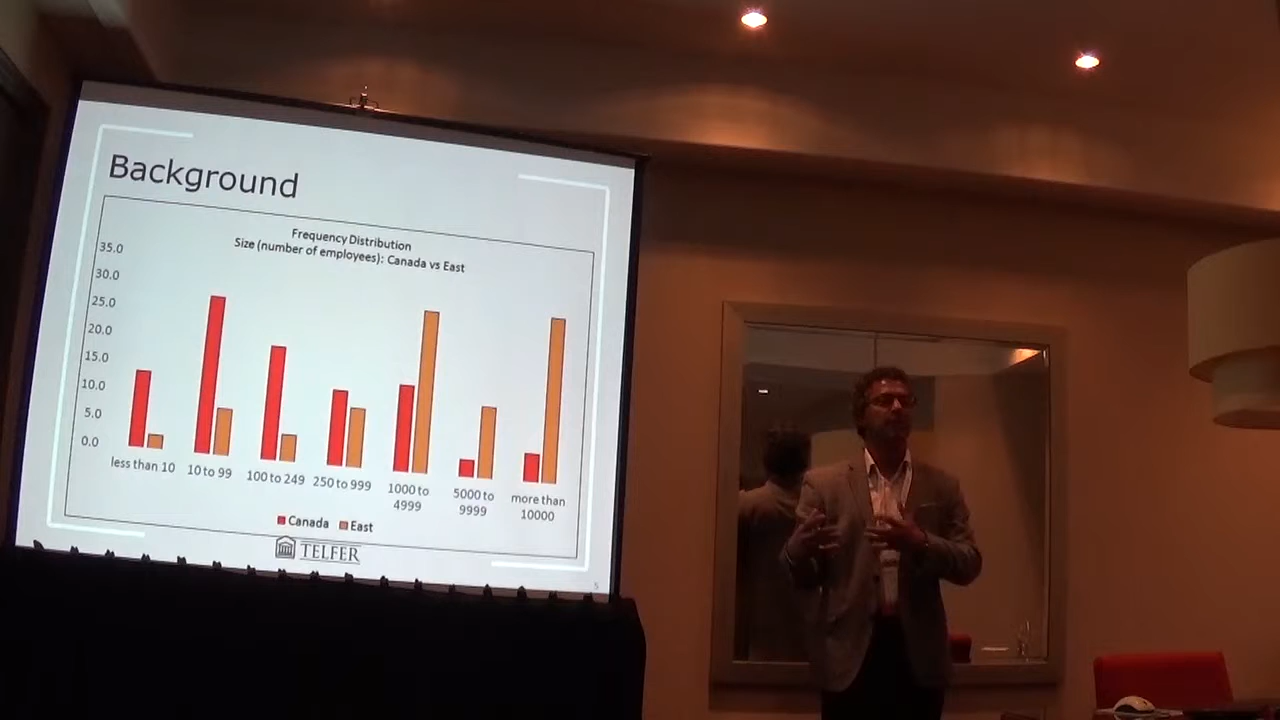 Background
Frequency Distribution
Size (number of employees): Canada vs East
35.0
30.0
25.0
20.0
15.0
10.0
5.0
0.0
less than 10 10 to 99 100 to 249 250 to 999 1000 to 4999 5000 to 9999 more than 10000
Canada East
TELFER
5